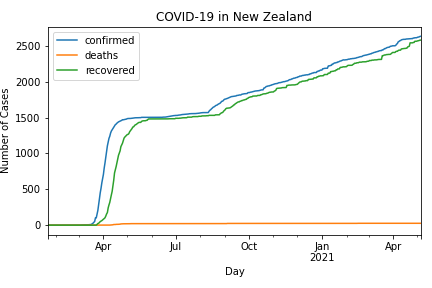 COVID-19 in New Zealand
confirmed
deaths
recovered
Number of Cases
2500
2000
1500
1000
500
0
Apr
Jul
Oct
Jan
2021
Apr
Day